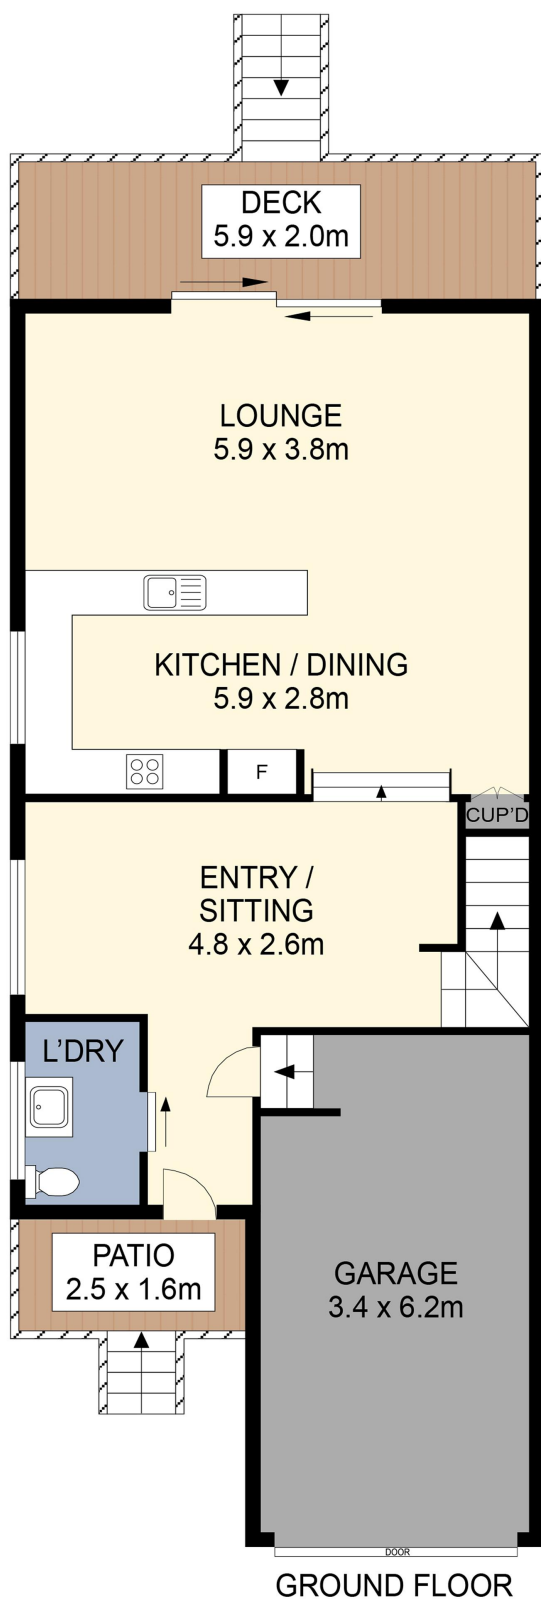 DECK
5.9 x 2.0m
LOUNGE
5.9 x 3.8m
KITCHEN / DINING
5.9 x 2.8m
F
CUP'D
ENTRY /
SITTING
4.8 x 2.6m
L'DRY
PATIO
2.5 x 1.6m
GARAGE
3.4 x 6.2m
DOOR
GROUND FLOOR